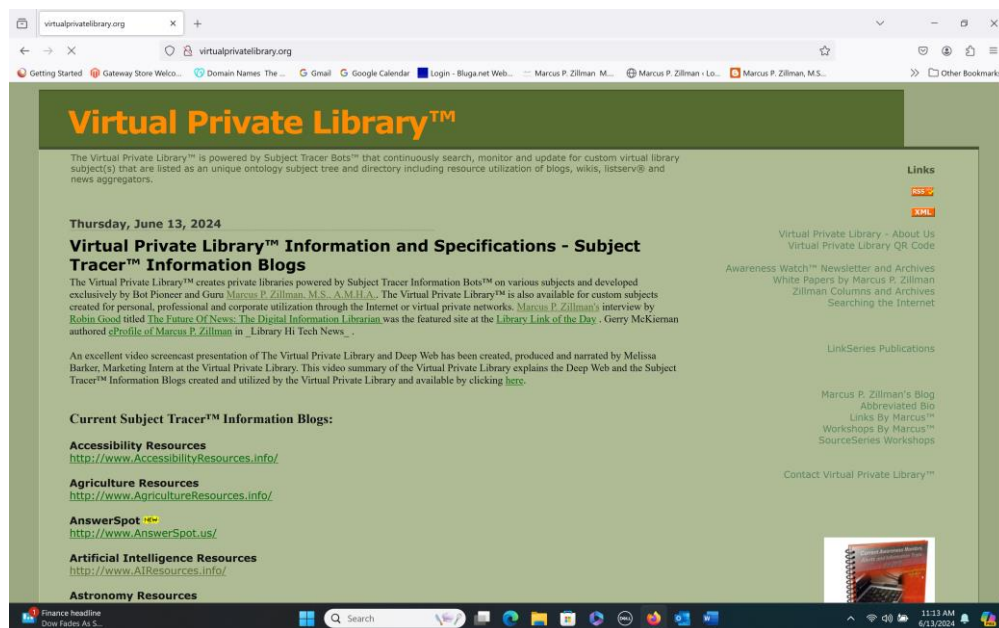 virtualprivatelibrary.org
virtualprivatelibrary.org
Getting Started Gateway Store Welco... Domain Names The ... Gmail Google Calendar Login - Bluga.net Web... Marcus P. Zillman M... Marcus P. Zillman › Lo... Marcus P. Zillman, M.S... Other Bookmarks
Virtual Private Library™
The Virtual Private Library™ is powered by Subject Tracer Bots™ that continuously search, monitor and update for custom virtual library
subject(s) that are listed as an unique ontology subject tree and directory including resource utilization of blogs, wikis, listserv® and
news aggregators.
Thursday, June 13, 2024
Virtual Private Library™ Information and Specifications - Subject
Tracer™ Information Blogs
The Virtual Private Library™ creates private libraries powered by Subject Tracer Information Bots™ on various subjects and developed
exclusively by Bot Pioneer and Guru Marcus P. Zillman, M.S., A.M.H.A.. The Virtual Private Library™ is also available for custom subjects
created for personal, professional and corporate utilization through the Internet or virtual private networks. Marcus P. Zillman's interview by
Robin Good titled The Future Of News: The Digital Information Librarian was the featured site at the Library Link of the Day . Gerry McKiernan
authored eProfile of Marcus P. Zillman in _Library Hi Tech News_ .
An excellent video screencast presentation of The Virtual Private Library and Deep Web has been created, produced and narrated by Melissa
Barker, Marketing Intern at the Virtual Private Library. This video summary of the Virtual Private Library explains the Deep Web and the Subject
Tracer™ Information Blogs created and utilized by the Virtual Private Library and available by clicking here.
Current Subject Tracer™ Information Blogs:
Accessibility Resources
http://www.AccessibilityResources.info/
Agriculture Resources
http://www.AgricultureResources.info/
AnswerSpot NEW
http://www.AnswerSpot.us/
Artificial Intelligence Resources
http://www.AIResources.info/
Astronomy Resources
Links
RSS
XML
Virtual Private Library - About Us
Virtual Private Library QR Code
Awareness Watch™ Newsletter and Archives
White Papers by Marcus P. Zillman
Zillman Columns and Archives
Searching the Internet
LinkSeries Publications
Marcus P. Zillman's Blog
Abbreviated Bio
Links By Marcus™
Workshops By Marcus™
SourceSeries Workshops
Contact Virtual Private Library™
Current Awareness Monitors
1
Finance headline
Dow Fades As S...
Search
DELL
11:13 AM
6/13/2024